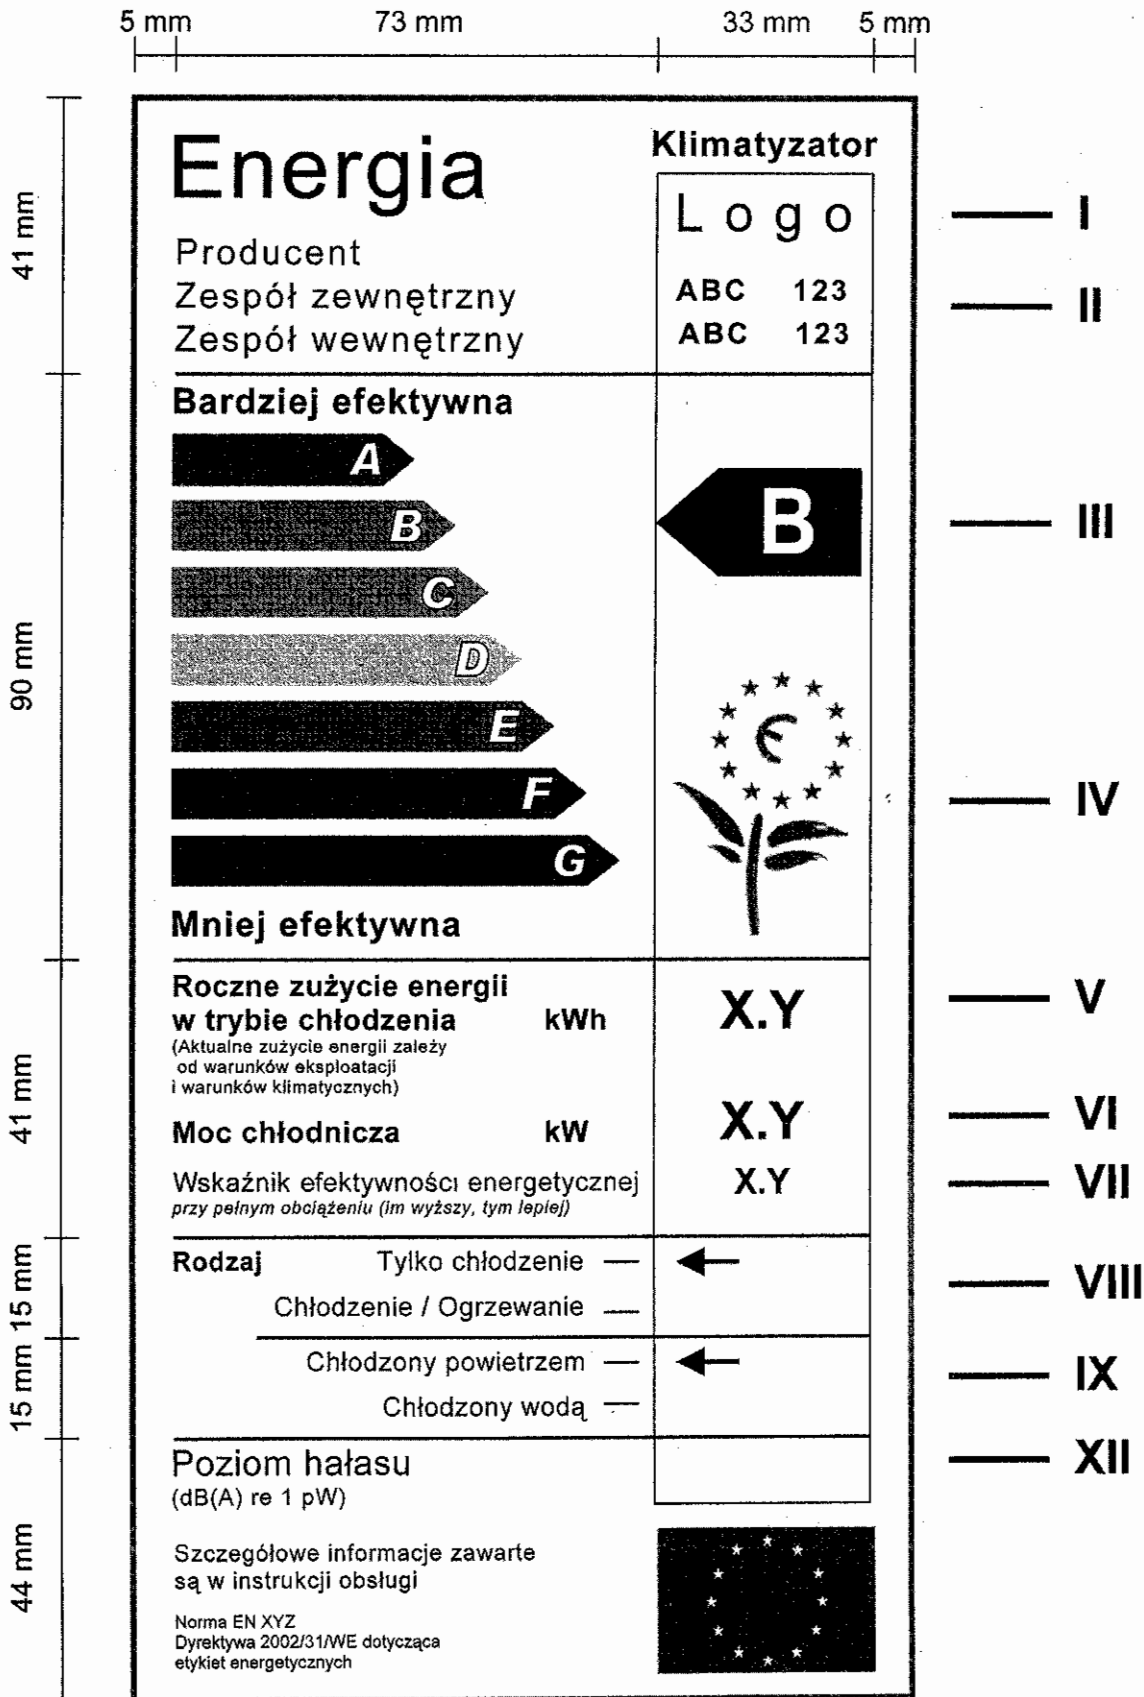 5 mm 73 mm 33 mm 5 mm
41 mm
90 mm
41 mm
15 mm
15 mm
44 mm
Energia
Klimatyzator
Logo
I
Producent
Zespół zewnętrzny ABC 123
II
Zespół wewnętrzny ABC 123
Bardziej efektywna
A
B
C
D
E
F
G
B
III
IV
Mniej efektywna
Roczne zużycie energii
w trybie chłodzenia kWh X.Y
V
(Aktualne zużycie energii zależy
od warunków eksploatacji
i warunków klimatycznych)
Moc chłodnicza kW X.Y
VI
Wskaźnik efektywności energetycznej X.Y
VII
przy pełnym obciążeniu (im wyższy, tym lepiej)
Rodzaj Tylko chłodzenie —
VIII
Chłodzenie / Ogrzewanie —
Chłodzony powietrzem —
IX
Chłodzony wodą —
XII
Poziom hałasu
(dB(A) re 1 pW)
Szczegółowe informacje zawarte
są w instrukcji obsługi
Norma EN XYZ
Dyrektywa 2002/31/WE dotycząca
etykiet energetycznych